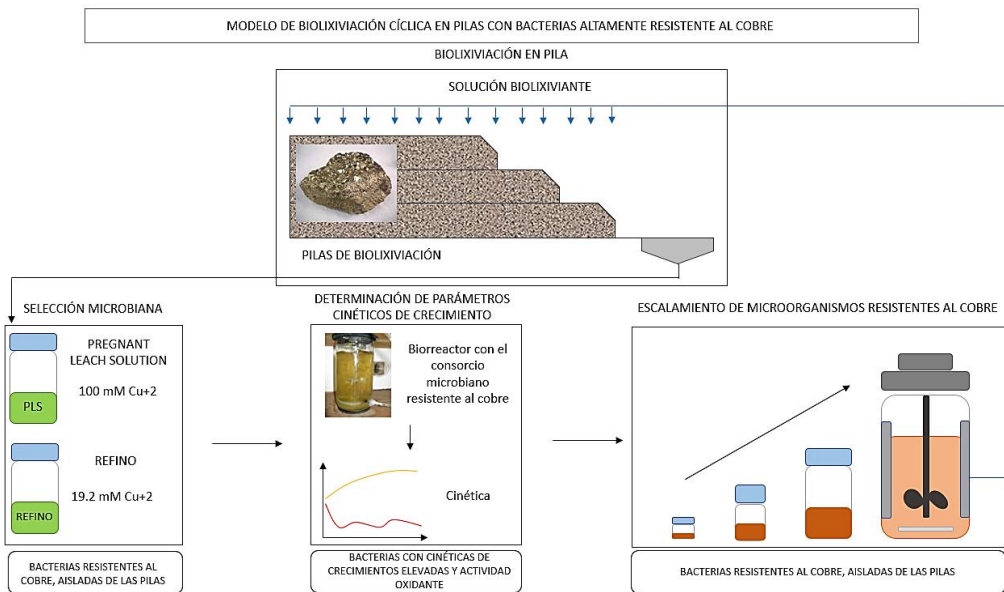 MODELO DE BIOLIXIVIACIÓN CÍCLICA EN PILAS CON BACTERIAS ALTAMENTE RESISTENTE AL COBRE
BIOLIXIVIACIÓN EN PILA
SOLUCIÓN BIOLIXIVIANTE
PILAS DE BIOLIXIVIACIÓN
SELECCIÓN MICROBIANA
PREGNANT
LEACH SOLUTION
100 mM Cu+2
PLS
REFINO
19.2 mM Cu+2
REFINO
BACTERIAS RESISTENTES AL
COBRE, AISLADAS DE LAS PILAS
DETERMINACIÓN DE PARÁMETROS
CINÉTICOS DE CRECIMIENTO
Biorreactor con el
consorcio
microbiano
resistente al cobre
Cinética
BACTERIAS CON CINÉTICAS DE
CRECIMIENTOS ELEVADAS Y ACTIVIDAD
OXIDANTE
ESCALAMIENTO DE MICROORGANISMOS RESISTENTES AL COBRE
BACTERIAS RESISTENTES AL COBRE, AISLADAS DE LAS PILAS